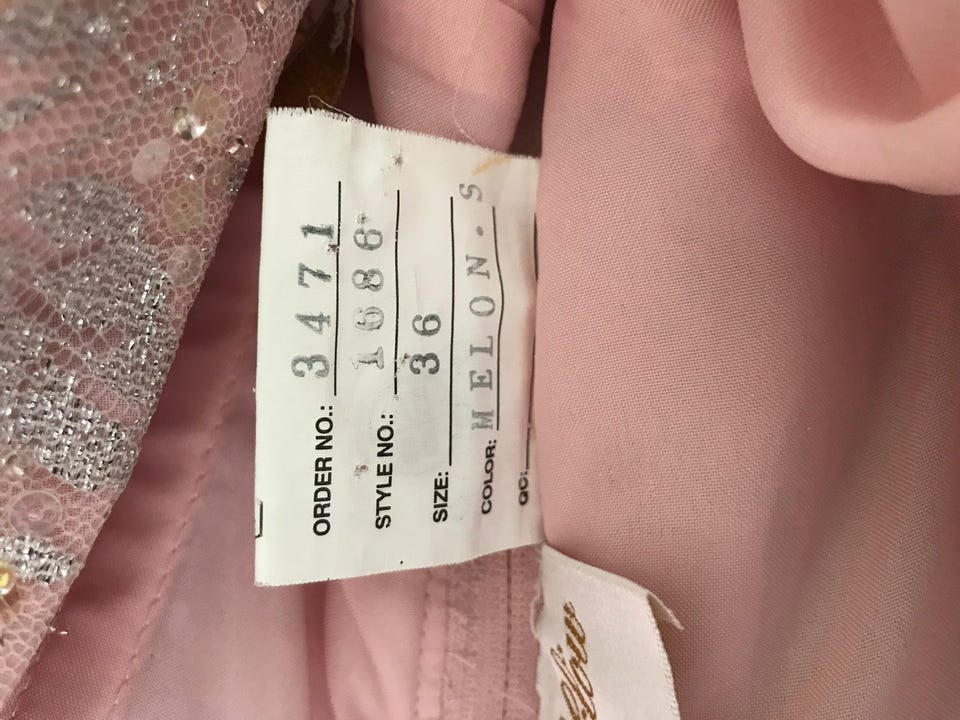 ORDER NO.: 3471
STYLE NO.: 1686
SIZE: 36
COLOR: MELON.S
QC: